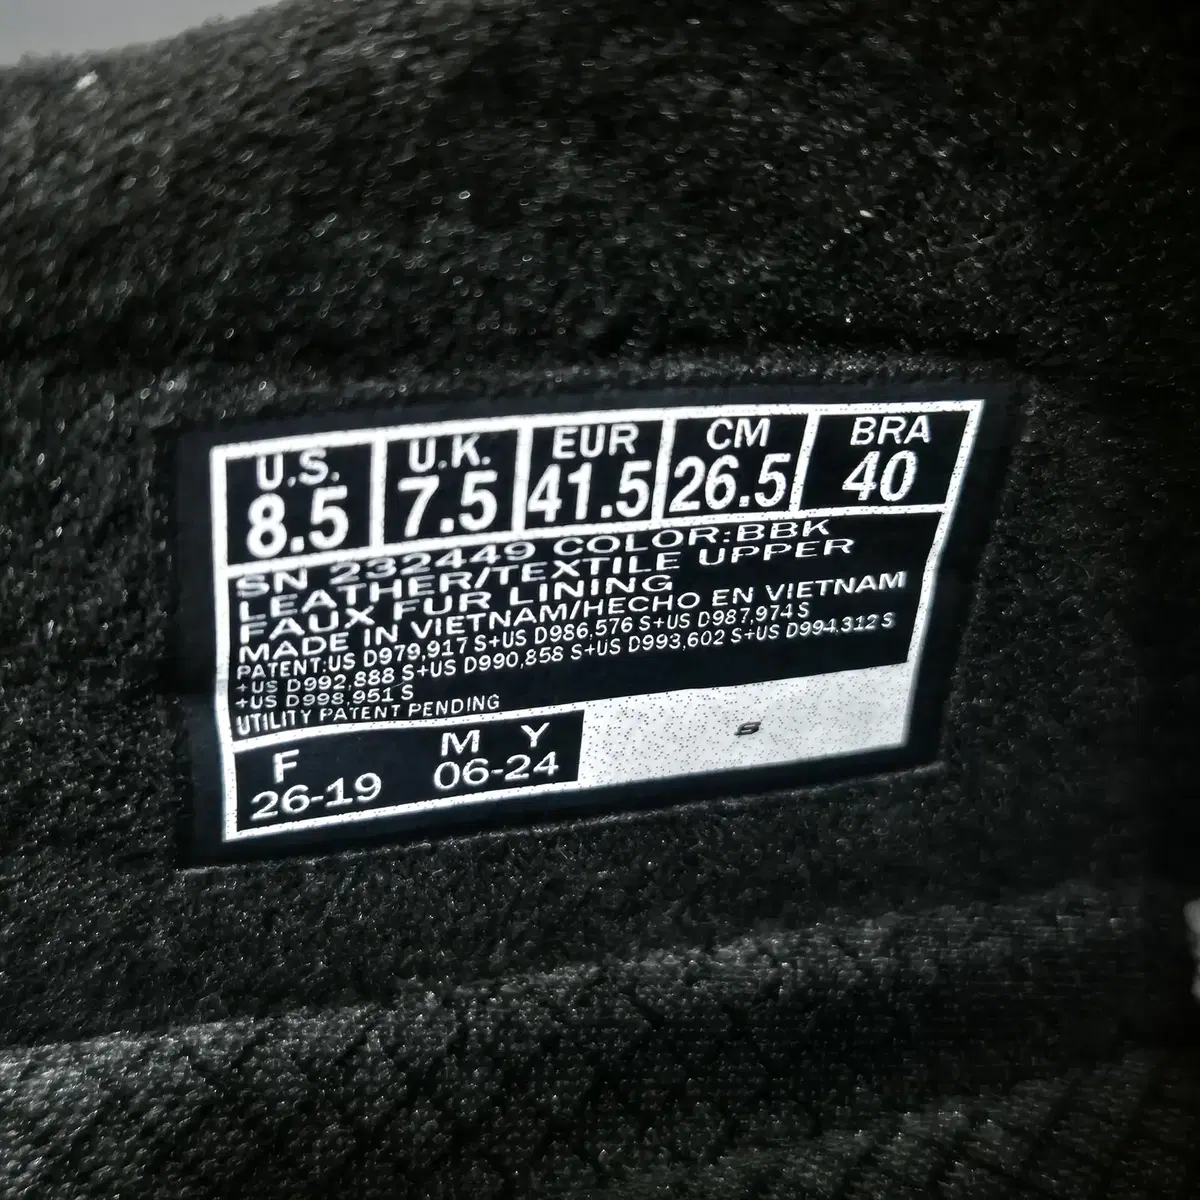 U.S. U.K. EUR CM BRA
8.5 7.5 41.5 26.5 40
SN 232449 COLOR:BBK
LEATHER/TEXTILE UPPER
FAUX FUR LINING
MADE IN VIETNAM/HECHO EN VIETNAM
PATENT:US D979,917 S+US D986,576 S+US D987,974 S
+US D992,888 S+US D990,858 S+US D993,602 S+US D994,312 S
+US D998,951 S
UTILITY PATENT PENDING
F M Y
26-19 06-24
S